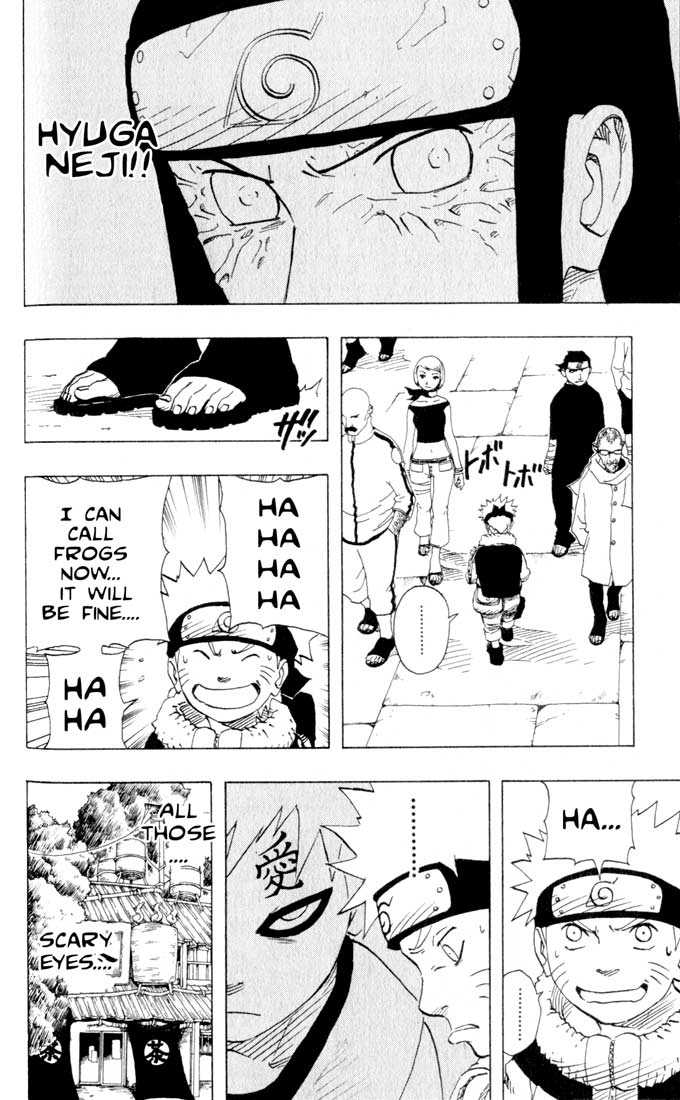 HYUGA
NEJI!!
トボ
トボ
........
ザッ
HA
HA
HA
HA
I CAN
CALL
FROGS
NOW...
IT WILL
BE FINE....
HA
HA
HA...
........
........
愛
ALL
THOSE
....
SCARY
EYES....
茶
茶